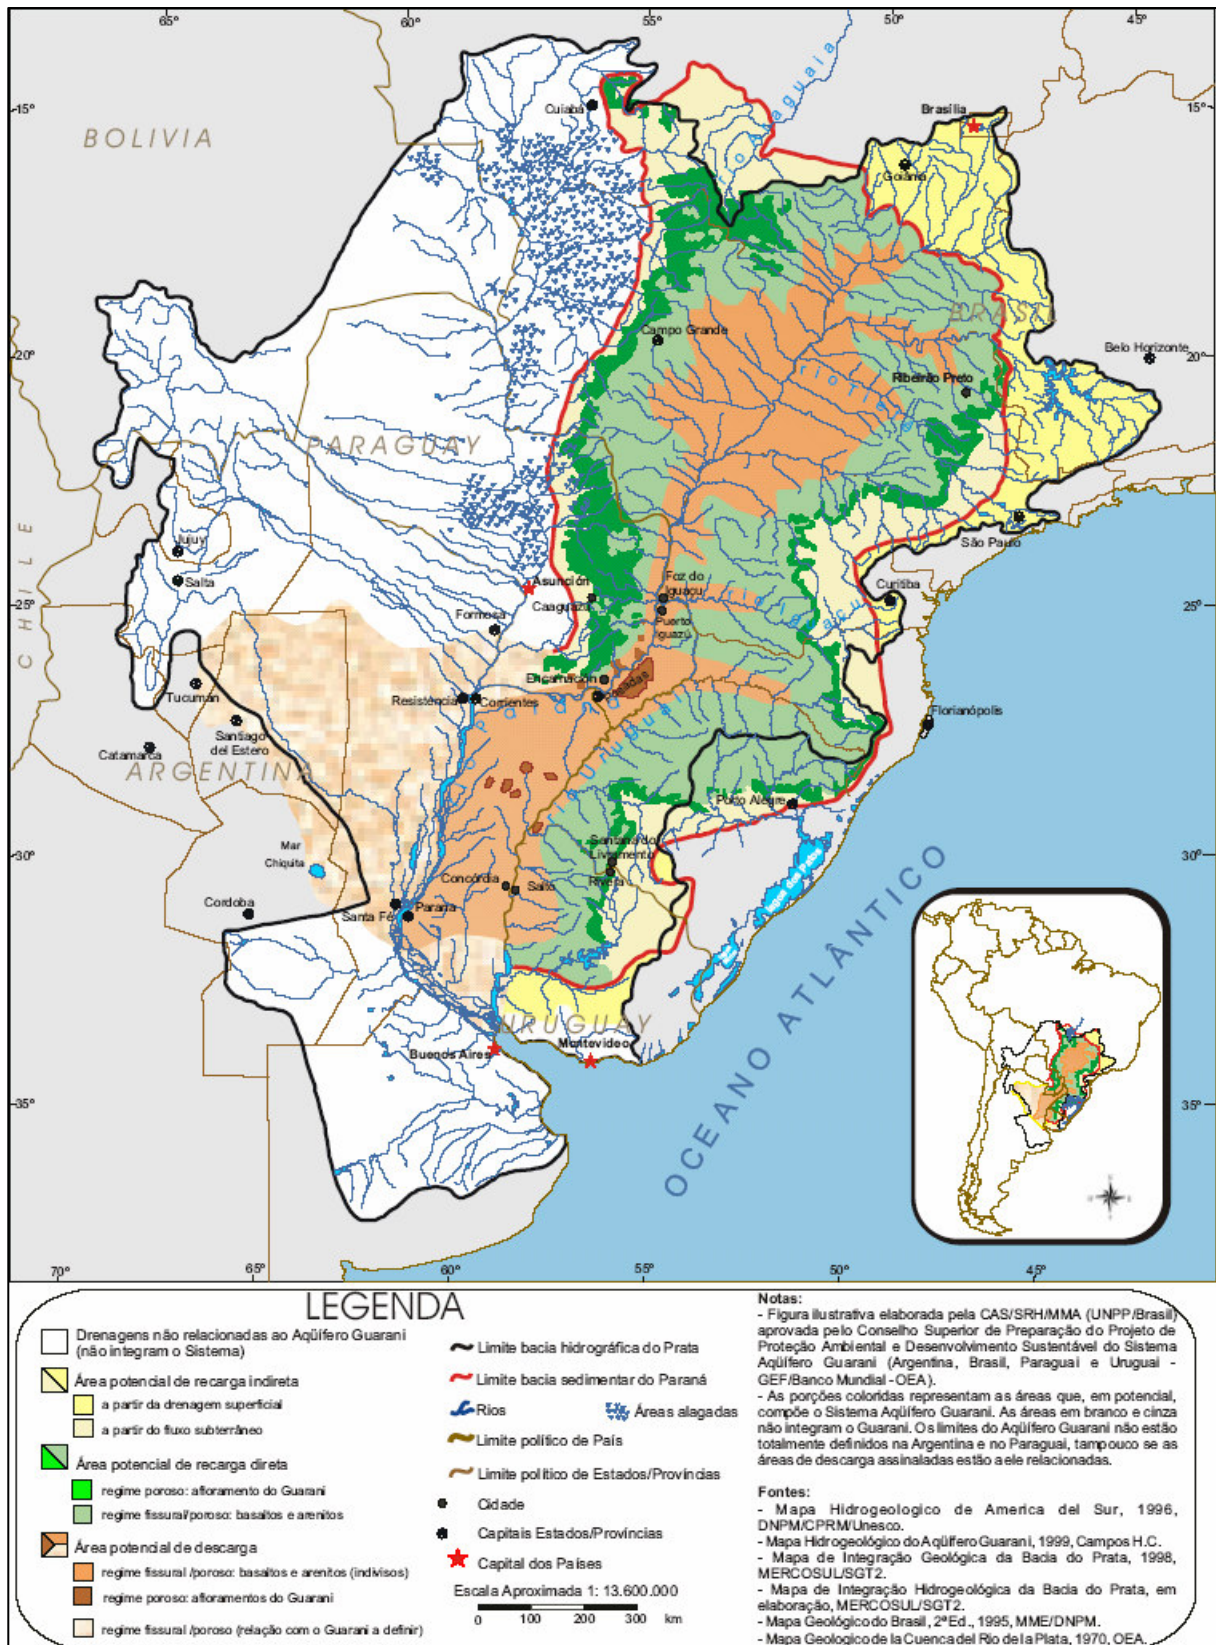 65°
60°
55°
50°
45°
15°
Cuiabá
rio Araguaia
Brasília
15°
BOLIVIA
Goiânia
BRASIL
Campo Grande
Belo Horizonte
20°
20°
rio Tiete
Ribeirão Preto
PARAGUAY
CHILE
São Paulo
Jujuy
Salta
Asunción
Foz do
Iguaçu
Curitiba
25°
Caaguazú
25°
Formosa
Puerto
Iguazú
Encarnación
Posadas
Tucumán
Resistência
Corrientes
rio Paraná
Florianópolis
Santiago
del Estero
rio Uruguai
Catamarca
ARGENTINA
Porto Alegre
Mar
Chiquita
Santana do
Livramento
30°
30°
Concórdia
Salto
Rivera
Lagoa dos Patos
Cordoba
Santa Fé
Parana
OCEANO ATLÂNTICO
URUGUAY
Buenos Aires
Montevideo
35°
35°
70°
65°
60°
55°
50°
45°
LEGENDA
Drenagens não relacionadas ao Aqüífero Guarani
(não integram o Sistema)
Área potencial de recarga indireta
a partir da drenagem superficial
a partir do fluxo subterrâneo
Área potencial de recarga direta
regime poroso: afloramento do Guarani
regime fissural/poroso: basaltos e arenitos
Área potencial de descarga
regime fissural /poroso: basaltos e arenitos (indivisos)
regime poroso: afloramentos do Guarani
regime fissural /poroso (relação com o Guarani a definir)
Limite bacia hidrográfica do Prata
Limite bacia sedimentar do Paraná
Rios
Áreas alagadas
Limite político de País
Limite político de Estados/Províncias
Cidade
Capitais Estados/Províncias
Capital dos Países
Escala Aproximada 1: 13.600.000
0 100 200 300 km
Notas:
- Figura ilustrativa elaborada pela CAS/SRH/MMA (UNPP/Brasil)
aprovada pelo Conselho Superior de Preparação do Projeto de
Proteção Ambiental e Desenvolvimento Sustentável do Sistema
Aqüífero Guarani (Argentina, Brasil, Paraguai e Uruguai -
GEF/Banco Mundial - OEA).
- As porções coloridas representam as áreas que, em potencial,
compõe o Sistema Aqüífero Guarani. As áreas em branco e cinza
não integram o Guarani. Os limites do Aqüífero Guarani não estão
totalmente definidos na Argentina e no Paraguai, tampouco se as
áreas de descarga assinaladas estão a ele relacionadas.
Fontes:
- Mapa Hidrogeologico de America del Sur, 1996,
DNPM/CPRM/Unesco.
- Mapa Hidrogeológico do Aqüífero Guarani, 1999, Campos H.C.
- Mapa de Integração Geológica da Bacia do Prata, 1998,
MERCOSUL/SGT2.
- Mapa de Integração Hidrogeológica da Bacia do Prata, em
elaboração, MERCOSUL/SGT2.
- Mapa Geológico do Brasil, 2ª Ed., 1995, MME/DNPM.
- Mapa Geologico de la Cuenca del Rio de la Plata, 1970, OEA.